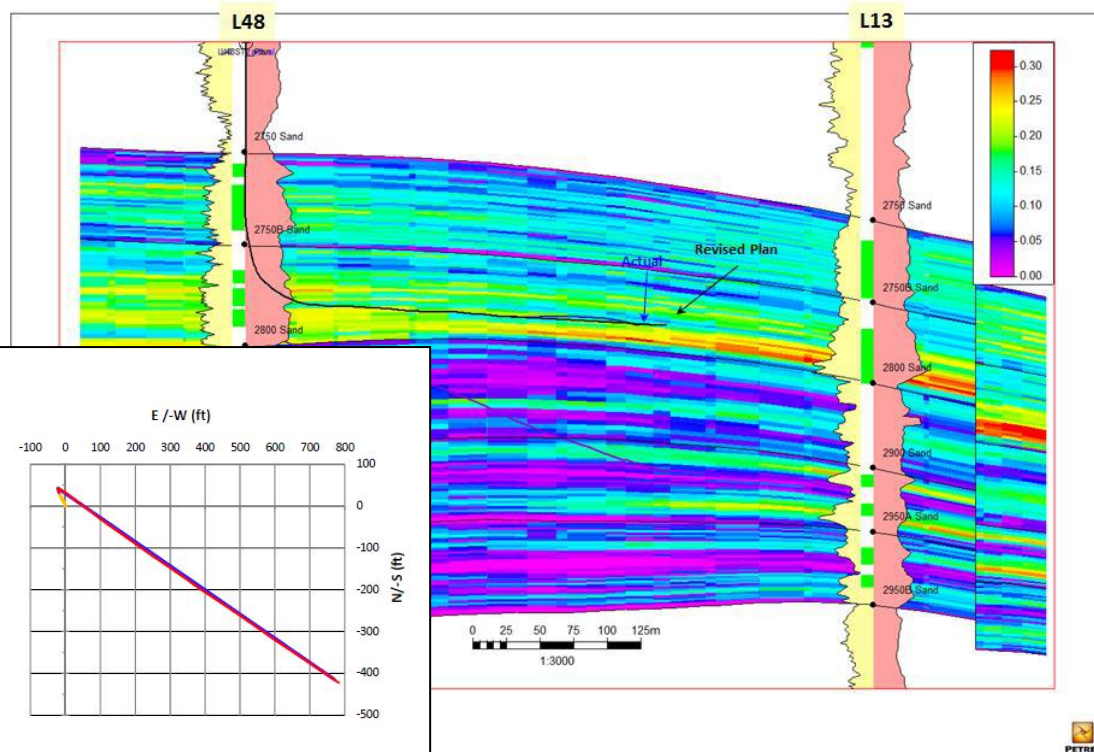 L48
L13
2750 Sand
2750 Sand
2750B Sand
Revised Plan
Actual
2750B Sand
2800 Sand
2800 Sand
2900 Sand
2950A Sand
2950B Sand
0.30
0.25
0.20
0.15
0.10
0.05
0.00
0 25 50 75 100 125m
1:3000
E /-W (ft)
-100 0 100 200 300 400 500 600 700 800
100
0
-100
-200
-300
-400
-500
N/-S (ft)